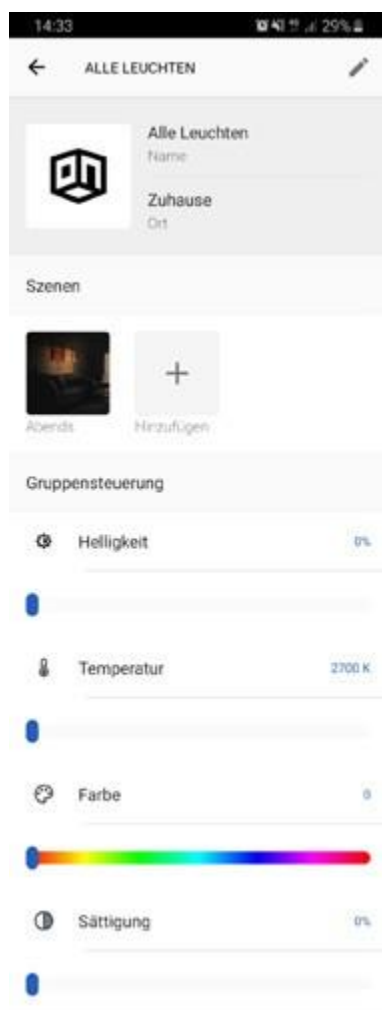 14:33
29%
ALLE LEUCHTEN
Alle Leuchten
Name
Zuhause
Ort
Szenen
Abends
Hinzufügen
Gruppensteuerung
Helligkeit
0%
Temperatur
2700 K
Farbe
0
Sättigung
0%